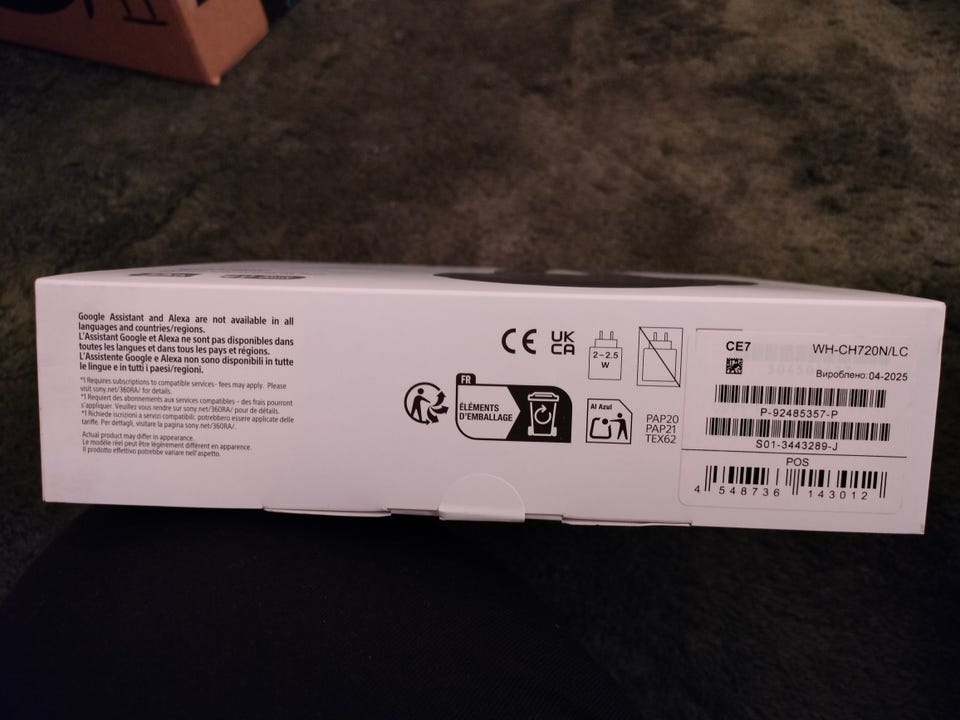 Google Assistant and Alexa are not available in all
languages and countries/regions.
L'Assistant Google et Alexa ne sont pas disponibles dans
toutes les langues et dans tous les pays et régions.
L'Assistente Google e Alexa non sono disponibili in tutte
le lingue e in tutti i paesi/regioni.
*1 Requires subscriptions to compatible services- fees may apply. Please
visit sony.net/360RA/ for details.
*1 Requiert des abonnements aux services compatibles – des frais pourront
s'appliquer. Veuillez vous rendre sur sony.net/360RA/ pour de détails.
*1 Richiede iscrizioni a servizi compatibili: potrebbero essere applicate delle
tariffe. Per dettagli, visitare la pagina sony.net/360RA/.
Actual product may differ in appearance.
Le modèle réel peut être légèrement différent en apparence.
Il prodotto effettivo potrebbe variare nell'aspetto.
CE
UK
CA
2–2.5
W
FR
ÉLÉMENTS
D'EMBALLAGE
Al Azul
PAP20
PAP21
TEX62
CE7
WH-CH720N/LC
Вироблено:04-2025
P-92485357-P
S01-3443289-J
POS
4 548736 143012